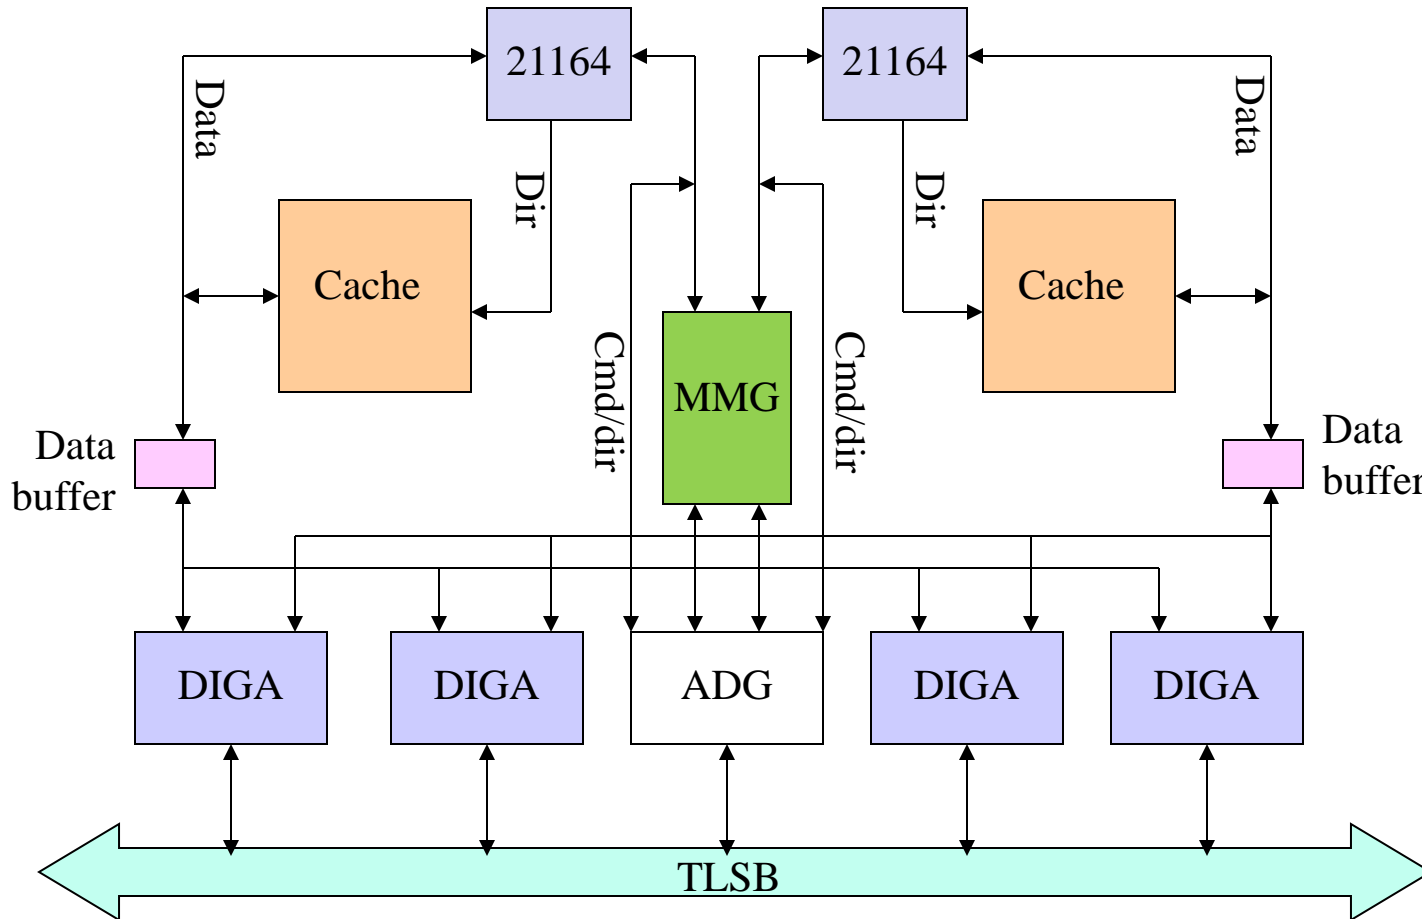 21164
21164
Data
Data
Dir
Dir
Cache
Cache
Cmd/dir
Cmd/dir
MMG
Data
buffer
Data
buffer
DIGA
DIGA
ADG
DIGA
DIGA
TLSB